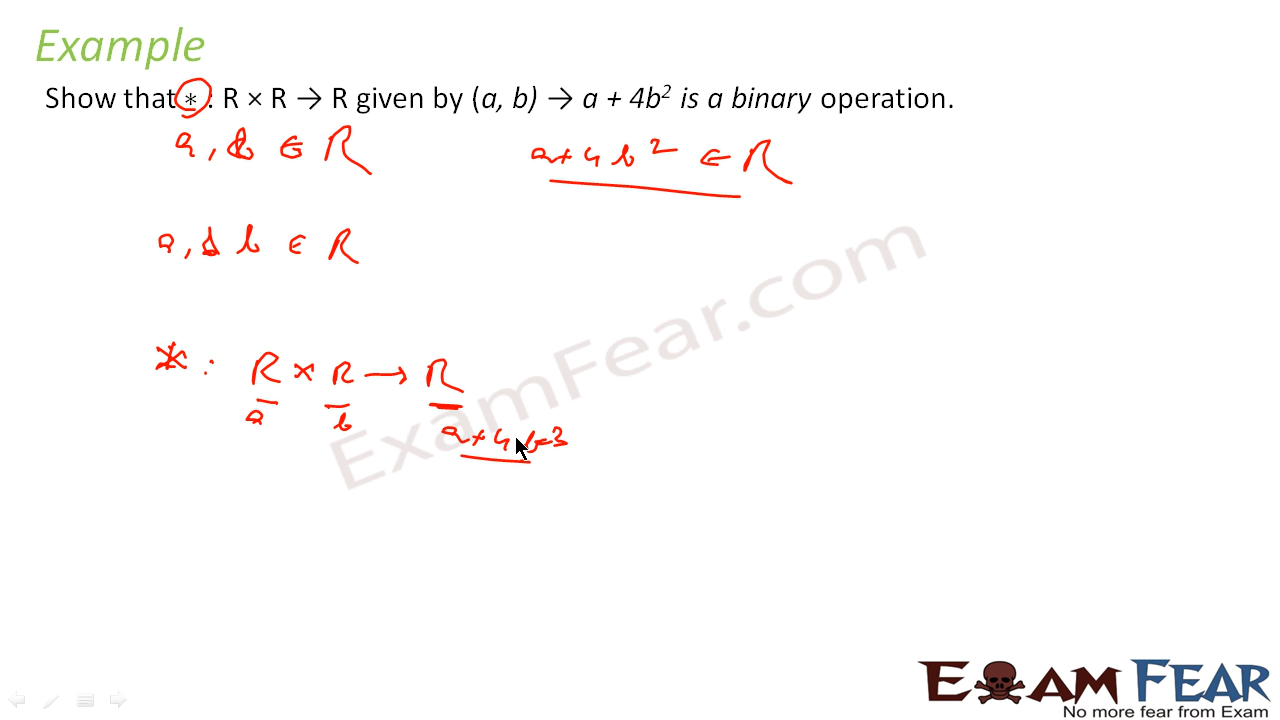 Example
Show that * : R × R → R given by (a, b) → a + 4b² is a binary operation.
a, b ∈ R
a+4b² ∈ R
a, b ∈ R
* : R × R → R
a b
a+4b
ExamFear.com
EXAM FEAR
No more fear from Exam